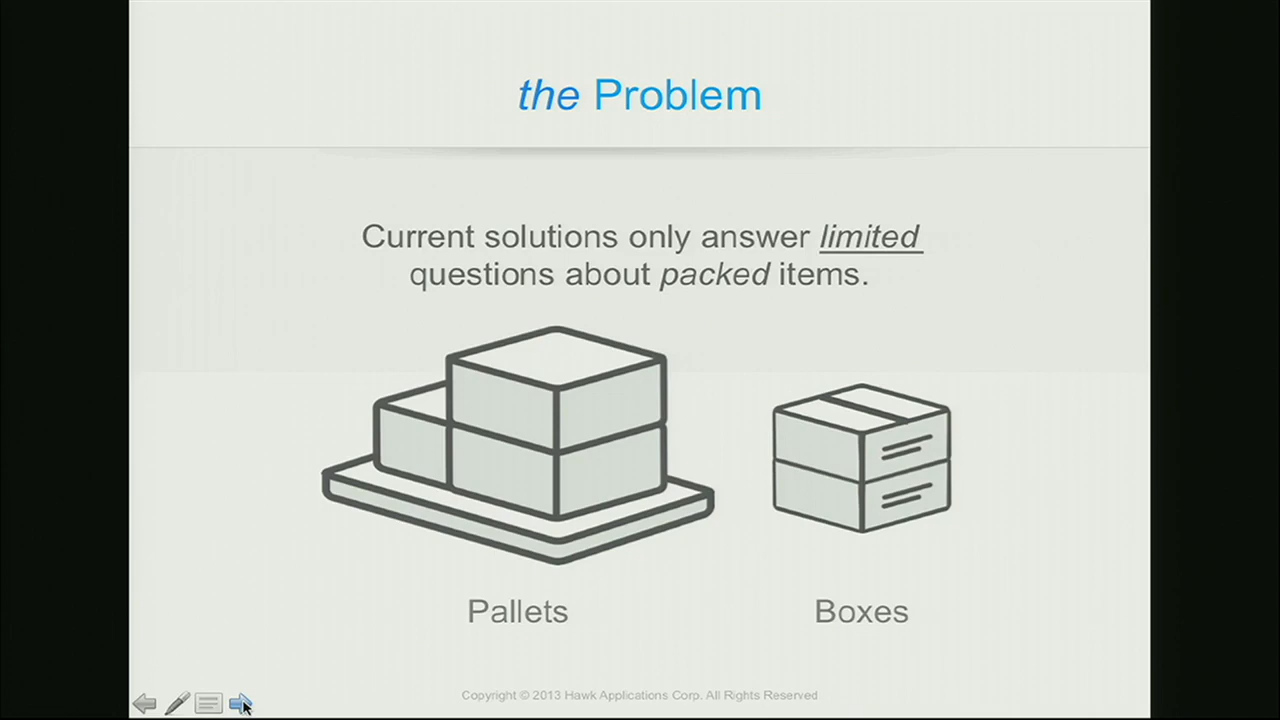 the Problem
Current solutions only answer limited
questions about packed items.
Pallets
Boxes
Copyright © 2013 Hawk Applications Corp. All Rights Reserved